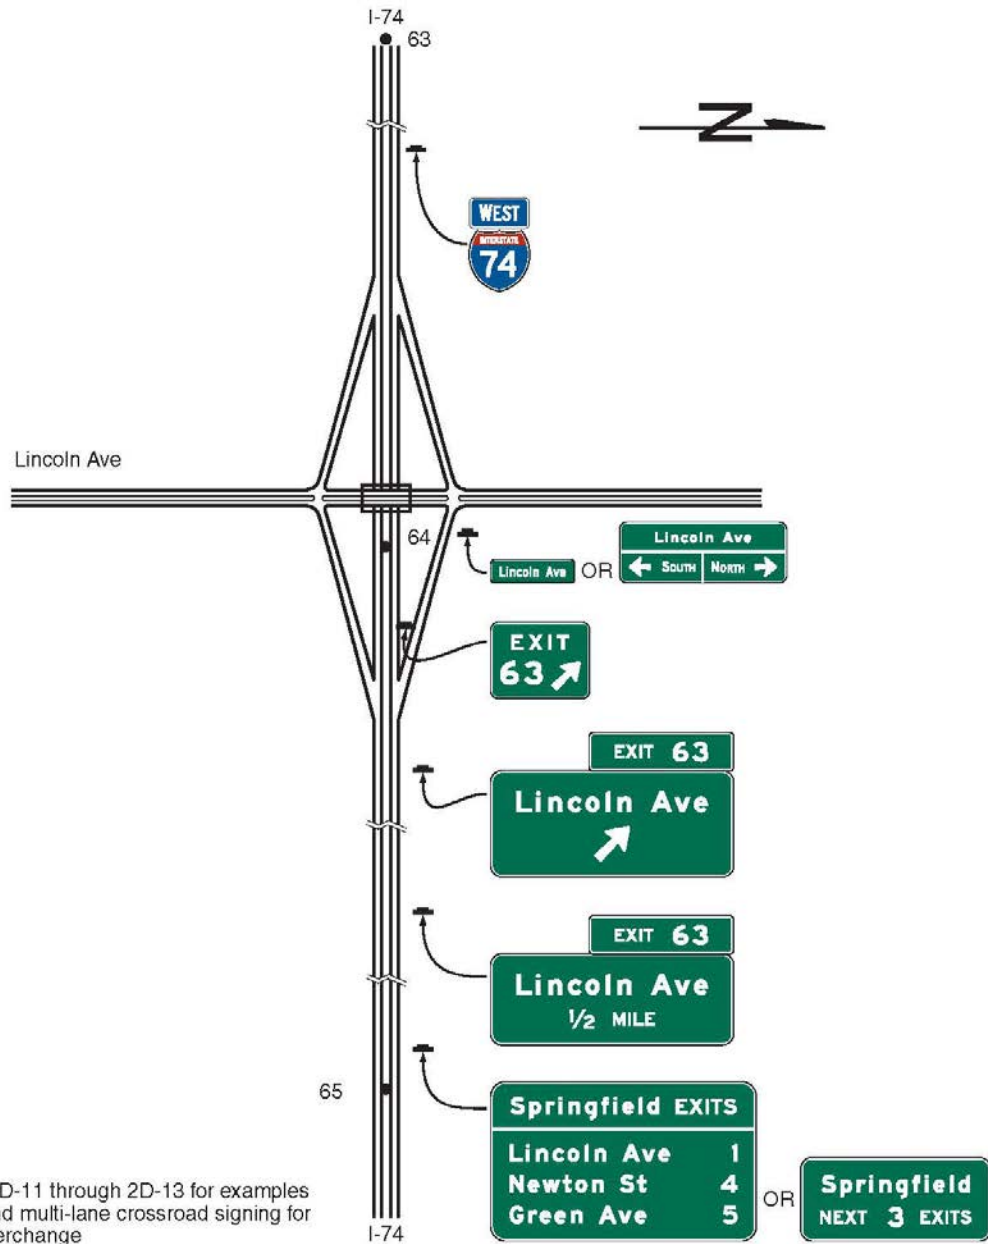 I-74
63
N
WEST
INTERSTATE
74
Lincoln Ave
64
Lincoln Ave
OR
Lincoln Ave
SOUTH NORTH
EXIT
63
EXIT 63
Lincoln Ave
EXIT 63
Lincoln Ave
1/2 MILE
65
Springfield EXITS
Lincoln Ave 1
Newton St 4
Green Ave 5
OR
Springfield
NEXT 3 EXITS
D-11 through 2D-13 for examples
nd multi-lane crossroad signing for
erchange
I-74